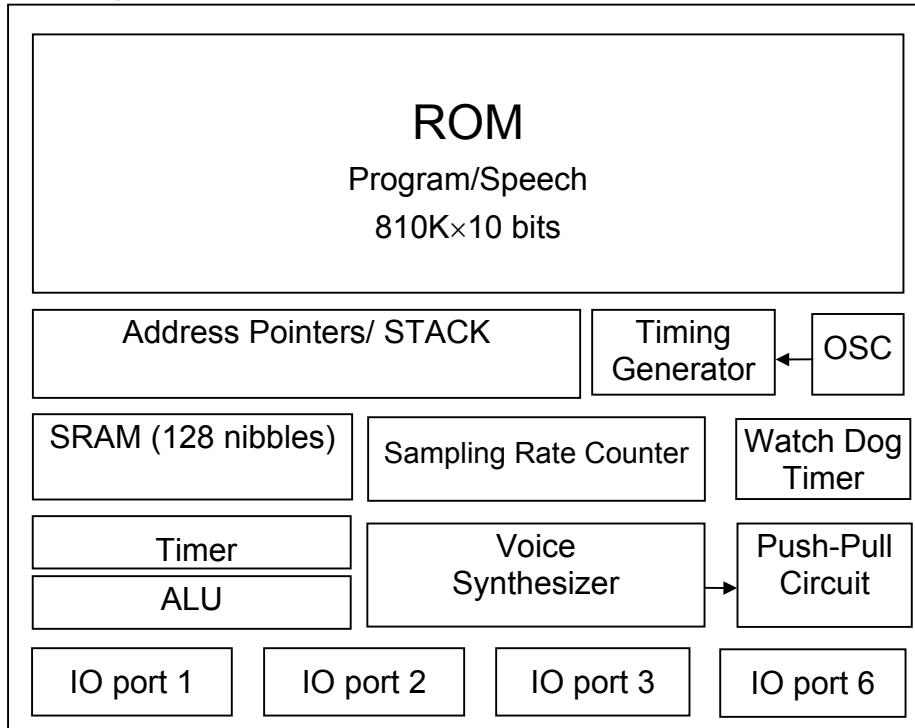 ROM
Program/Speech
810K×10 bits
Address Pointers/ STACK
Timing
Generator
OSC
SRAM (128 nibbles)
Sampling Rate Counter
Watch Dog
Timer
Timer
ALU
Voice
Synthesizer
Push-Pull
Circuit
IO port 1
IO port 2
IO port 3
IO port 6